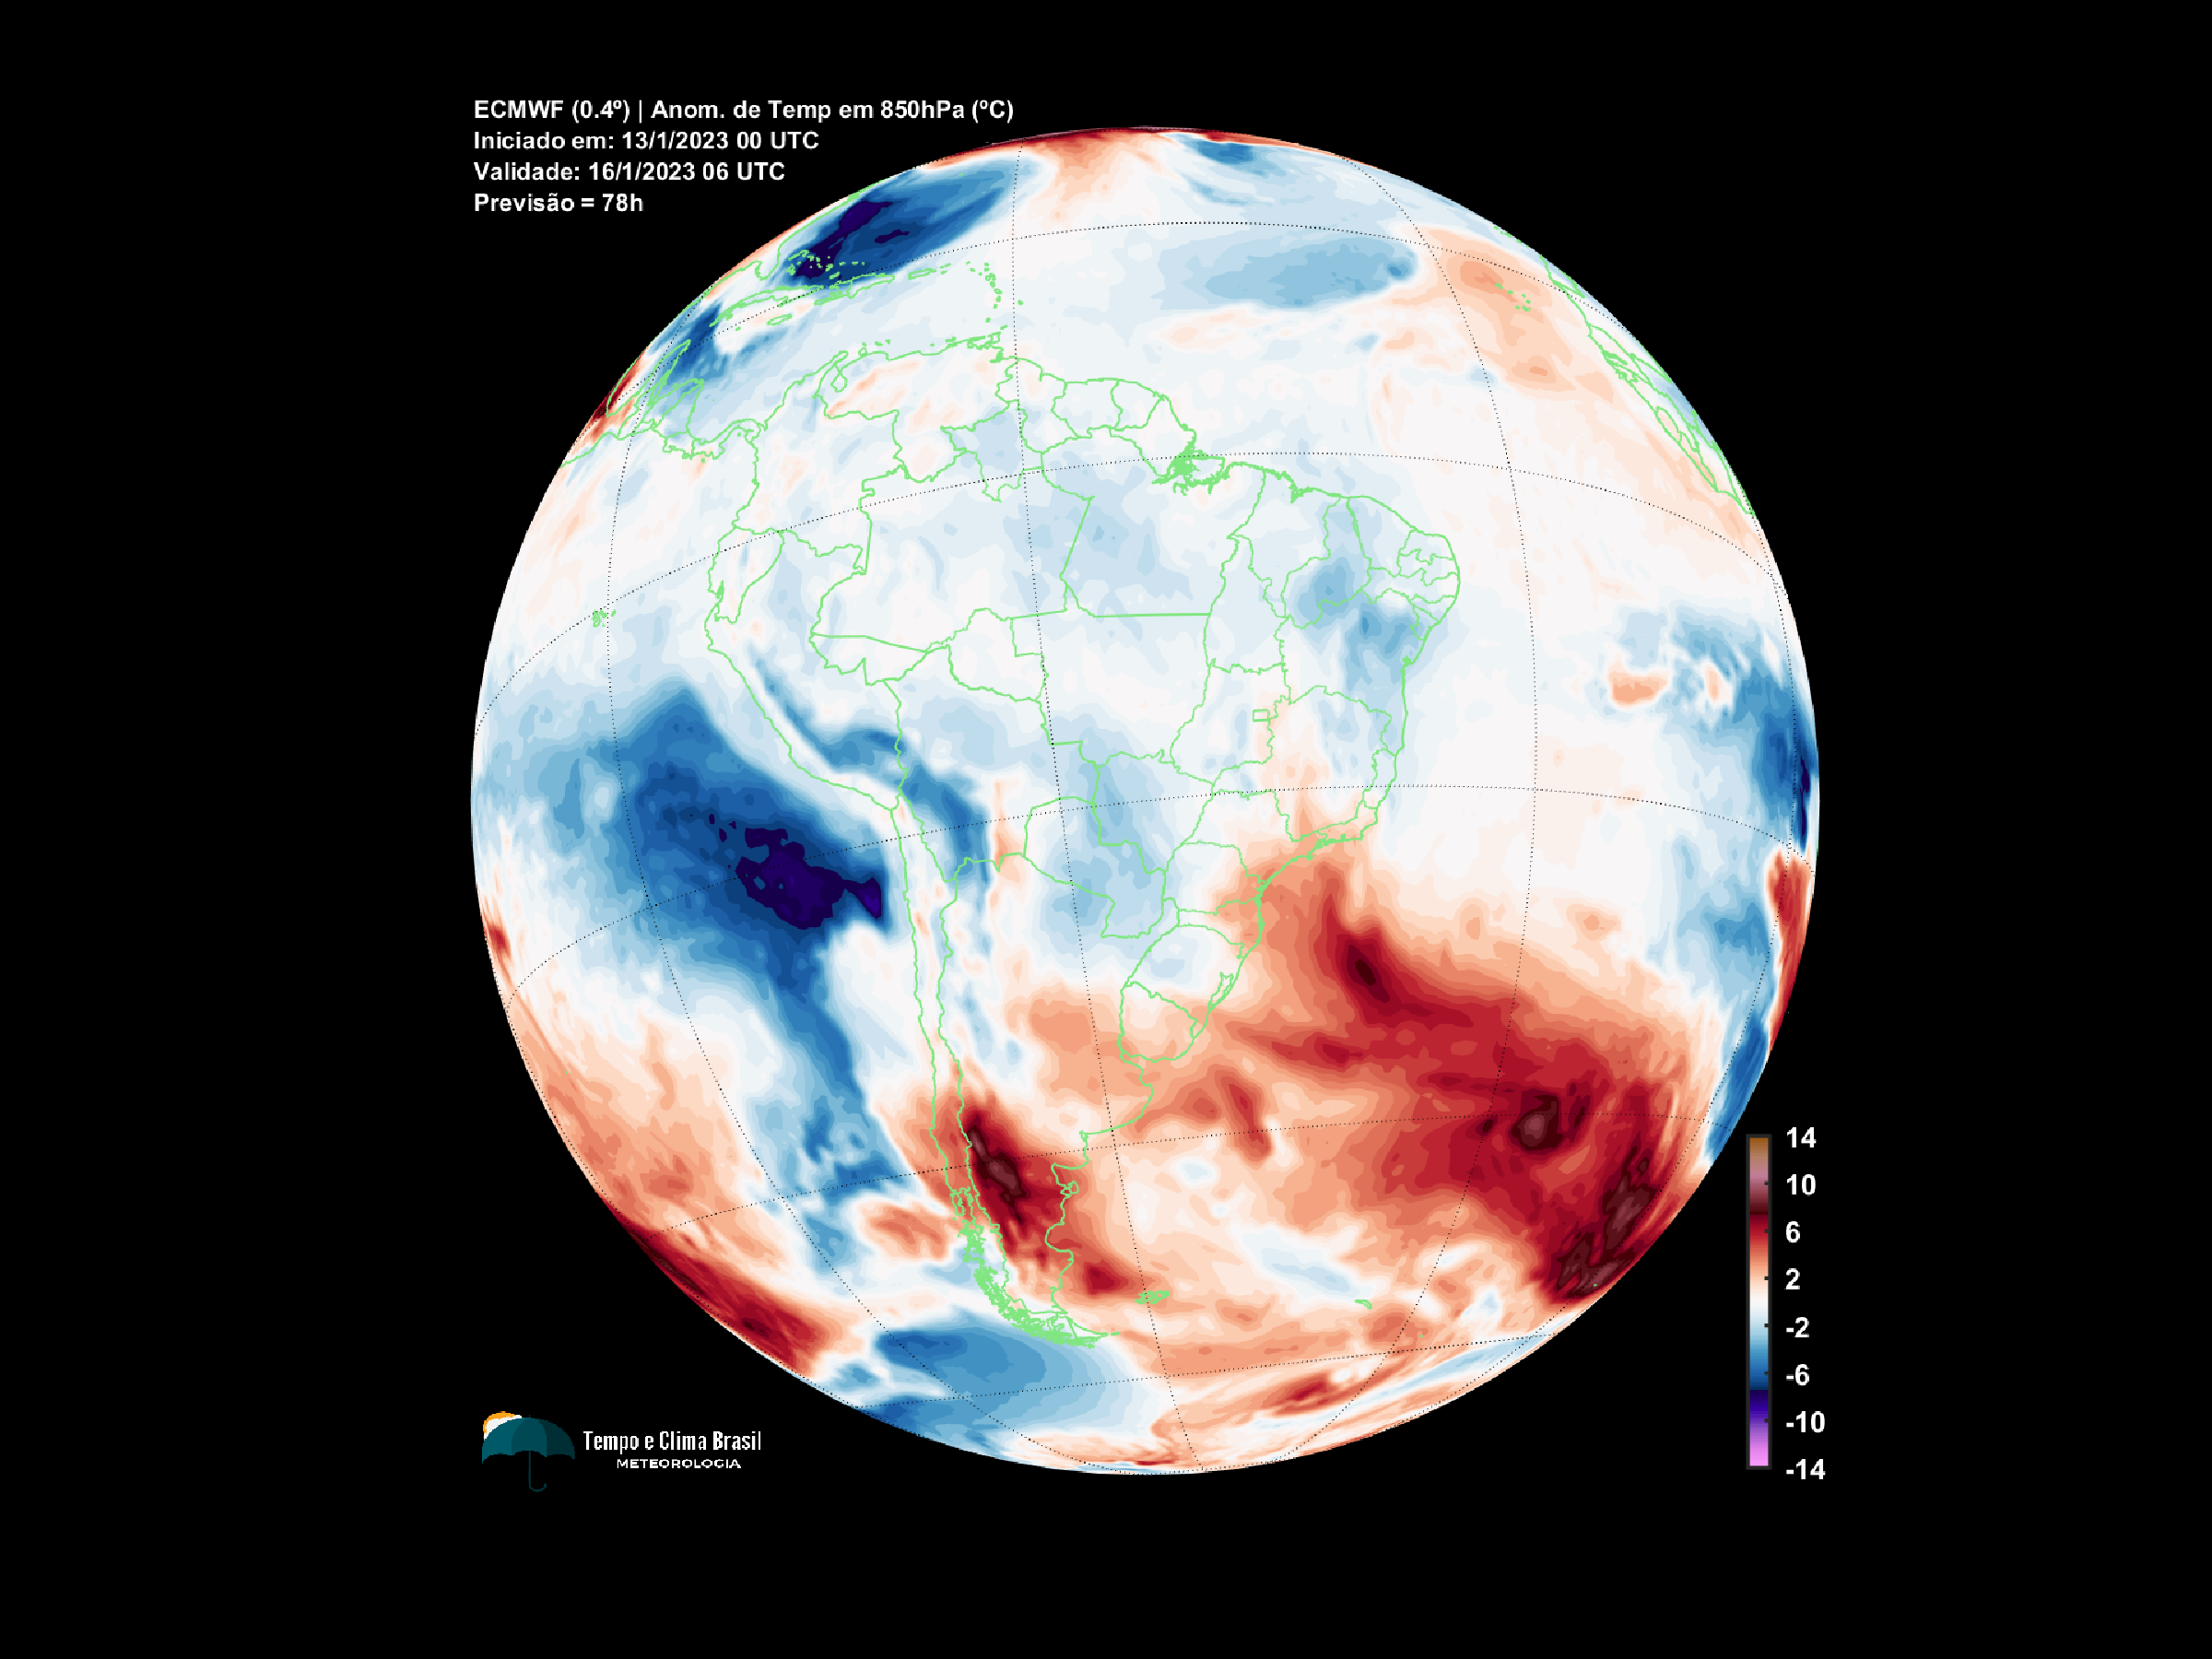 ECMWF (0.4º) | Anom. de Temp em 850hPa (ºC)
Iniciado em: 13/1/2023 00 UTC
Validade: 16/1/2023 06 UTC
Previsão = 78h
14
10
6
2
-2
-6
-10
-14
Tempo e Clima Brasil
METEOROLOGIA